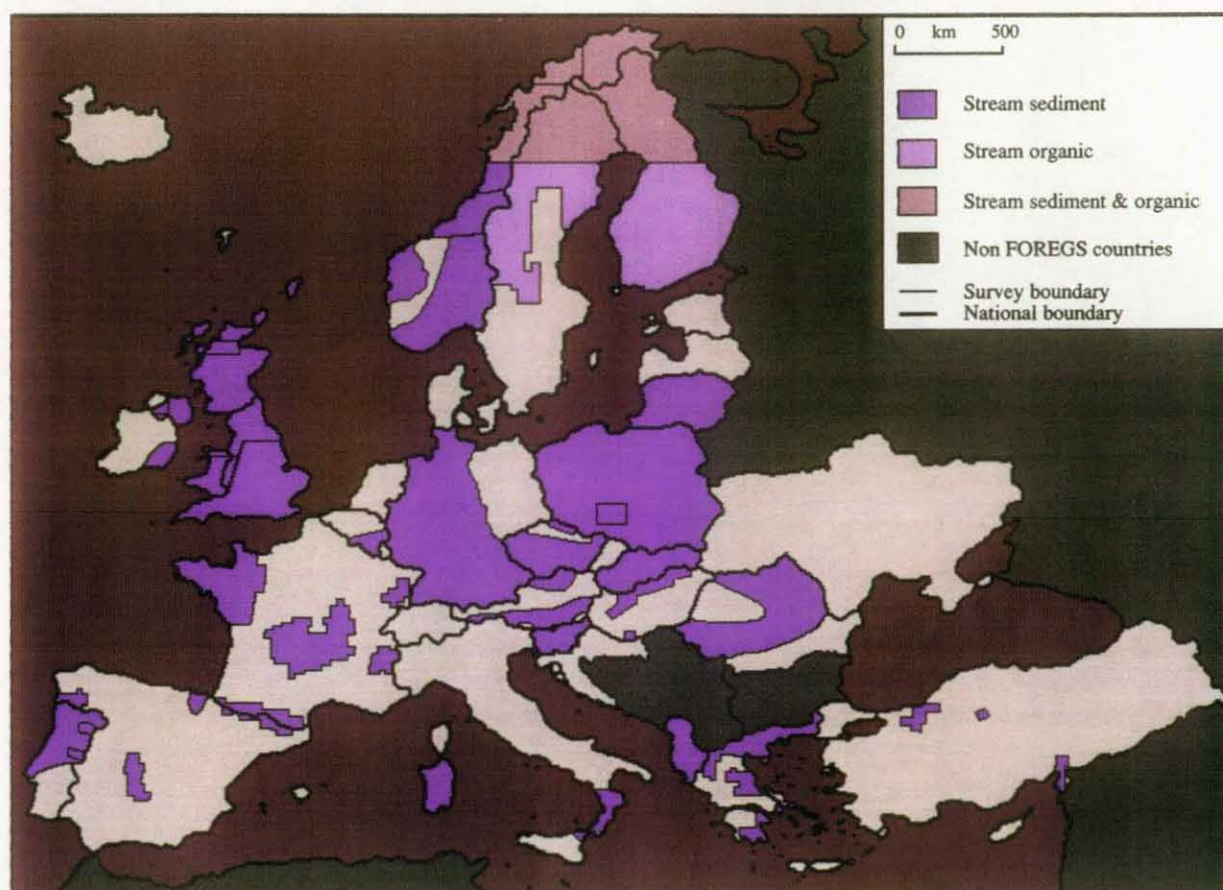 0 km 500
Stream sediment
Stream organic
Stream sediment & organic
Non FOREGS countries
Survey boundary
National boundary